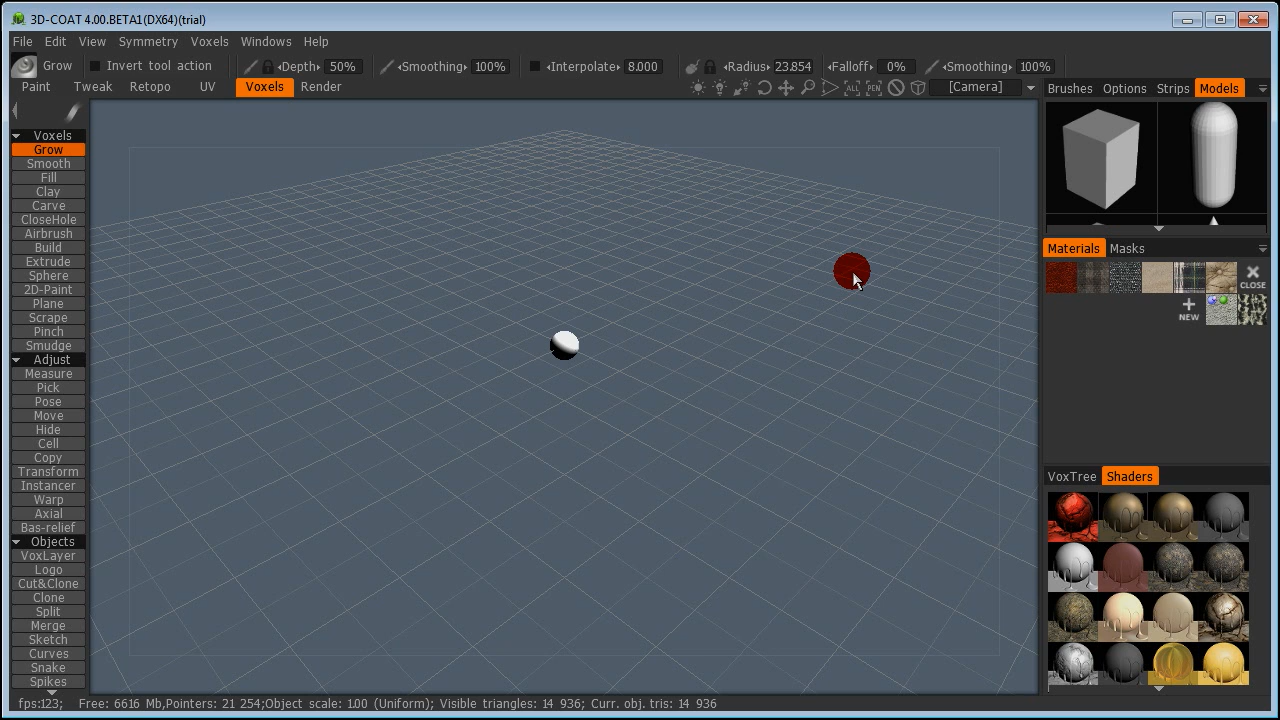 3D-COAT 4.00.BETA1(DX64)(trial)
File Edit View Symmetry Voxels Windows Help
Grow Invert tool action Depth: 50% Smoothing: 100% Interpolate: 8.000 Radius: 23.854 Falloff: 0% Smoothing: 100%
Paint Tweak Retopo UV Voxels Render ALL PEN [Camera] Brushes Options Strips Models
Voxels
Grow
Smooth
Fill
Clay
Carve
CloseHole
Airbrush
Build
Extrude
Sphere
2D-Paint
Plane
Scrape
Pinch
Smudge
Adjust
Measure
Pick
Pose
Move
Hide
Cell
Copy
Transform
Instancer
Warp
Axial
Bas-relief
Objects
VoxLayer
Logo
Cut&Clone
Clone
Split
Merge
Sketch
Curves
Snake
Spikes
Materials Masks
CLOSE
NEW
VoxTree Shaders
fps:123; Free: 6616 Mb,Pointers: 21 254;Object scale: 1.00 (Uniform); Visible triangles: 14 936; Curr. obj. tris: 14 936